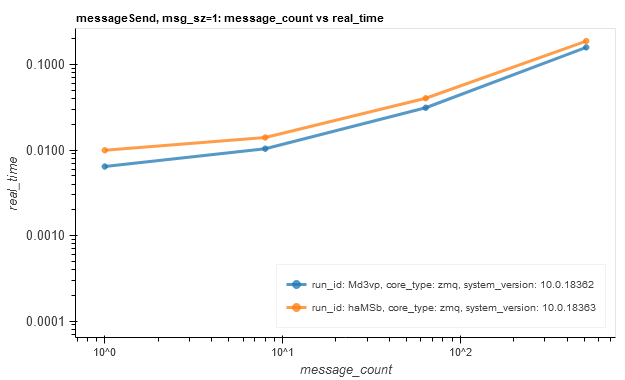 messageSend, msg_sz=1: message_count vs real_time
0.1000
0.0100
0.0010
0.0001
real_time
run_id: Md3vp, core_type: zmq, system_version: 10.0.18362
run_id: haMSb, core_type: zmq, system_version: 10.0.18363
10^0
10^1
10^2
message_count